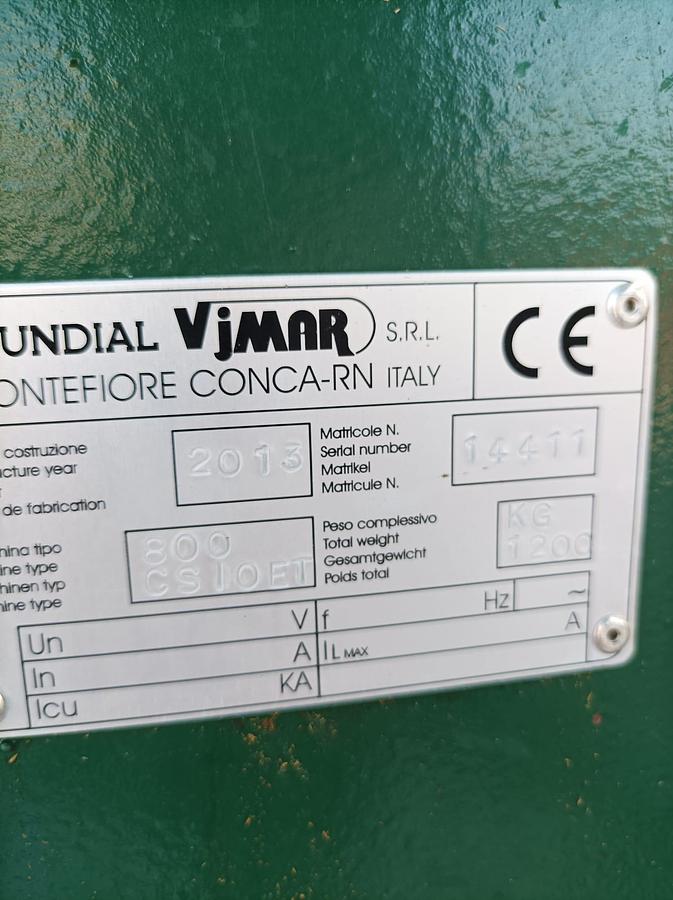 UNDIAL VjMAR S.R.L.
ONTEFIORE CONCA-RN ITALY
CE
costruzione
cture year
de fabrication
2013
Matricole N.
Serial number
Matrikel
Matricule N.
14411
hina tipo
ine type
hinen typ
hine type
800
CS10ET
Peso complessivo
Total weight
Gesamtgewicht
Poids total
KG
1200
Un V
In A
Icu KA
f Hz ~
IL MAX A